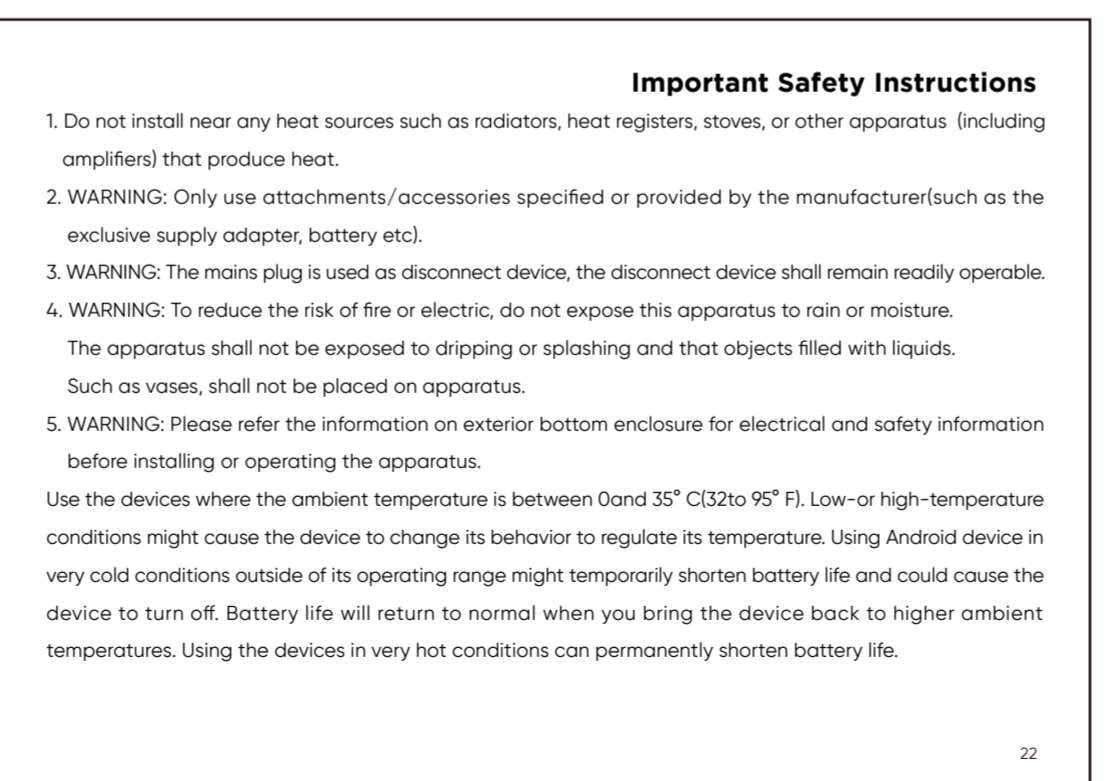 Important Safety Instructions
1. Do not install near any heat sources such as radiators, heat registers, stoves, or other apparatus (including
amplifiers) that produce heat.
2. WARNING: Only use attachments/accessories specified or provided by the manufacturer(such as the
exclusive supply adapter, battery etc).
3. WARNING: The mains plug is used as disconnect device, the disconnect device shall remain readily operable.
4. WARNING: To reduce the risk of fire or electric, do not expose this apparatus to rain or moisture.
The apparatus shall not be exposed to dripping or splashing and that objects filled with liquids.
Such as vases, shall not be placed on apparatus.
5. WARNING: Please refer the information on exterior bottom enclosure for electrical and safety information
before installing or operating the apparatus.
Use the devices where the ambient temperature is between 0and 35° C(32to 95° F). Low-or high-temperature
conditions might cause the device to change its behavior to regulate its temperature. Using Android device in
very cold conditions outside of its operating range might temporarily shorten battery life and could cause the
device to turn off. Battery life will return to normal when you bring the device back to higher ambient
temperatures. Using the devices in very hot conditions can permanently shorten battery life.
22